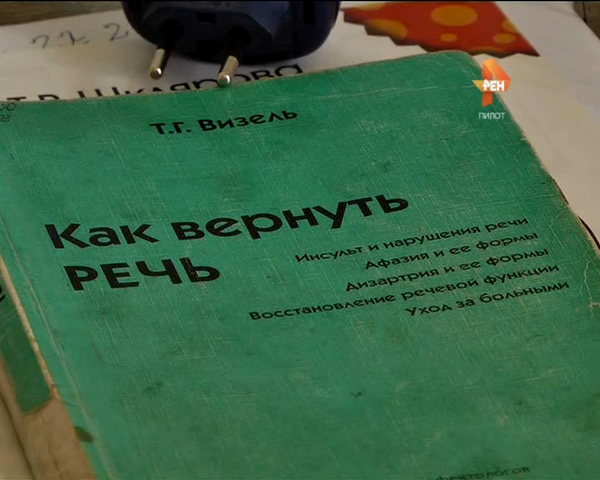 Шклярова
РЕН
ПИЛОТ
Т.Г. Визель
Как вернуть
РЕЧЬ
Инсульт и нарушения речи
Афазия и ее формы
Дизартрия и ее формы
Восстановление речевой функции
Уход за больными